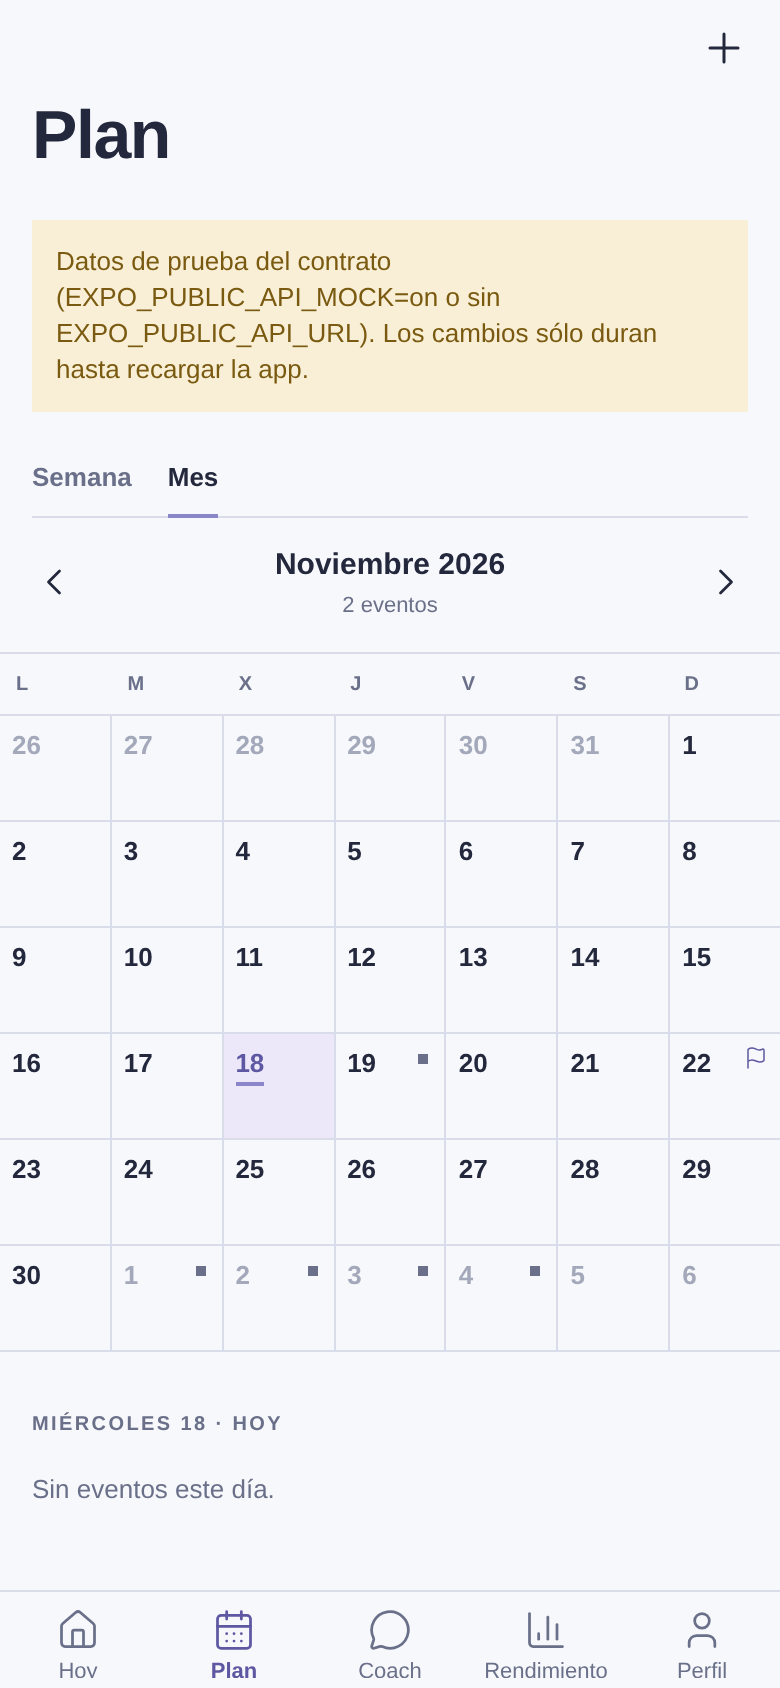 Plan
Datos de prueba del contrato
(EXPO_PUBLIC_API_MOCK=on o sin
EXPO_PUBLIC_API_URL). Los cambios sólo duran
hasta recargar la app.
Semana Mes
Noviembre 2026
2 eventos
L M X J V S D
26 27 28 29 30 31 1
2 3 4 5 6 7 8
9 10 11 12 13 14 15
16 17 18 19 20 21 22
23 24 25 26 27 28 29
30 1 2 3 4 5 6
MIÉRCOLES 18 · HOY
Sin eventos este día.
Hoy Plan Coach Rendimiento Perfil